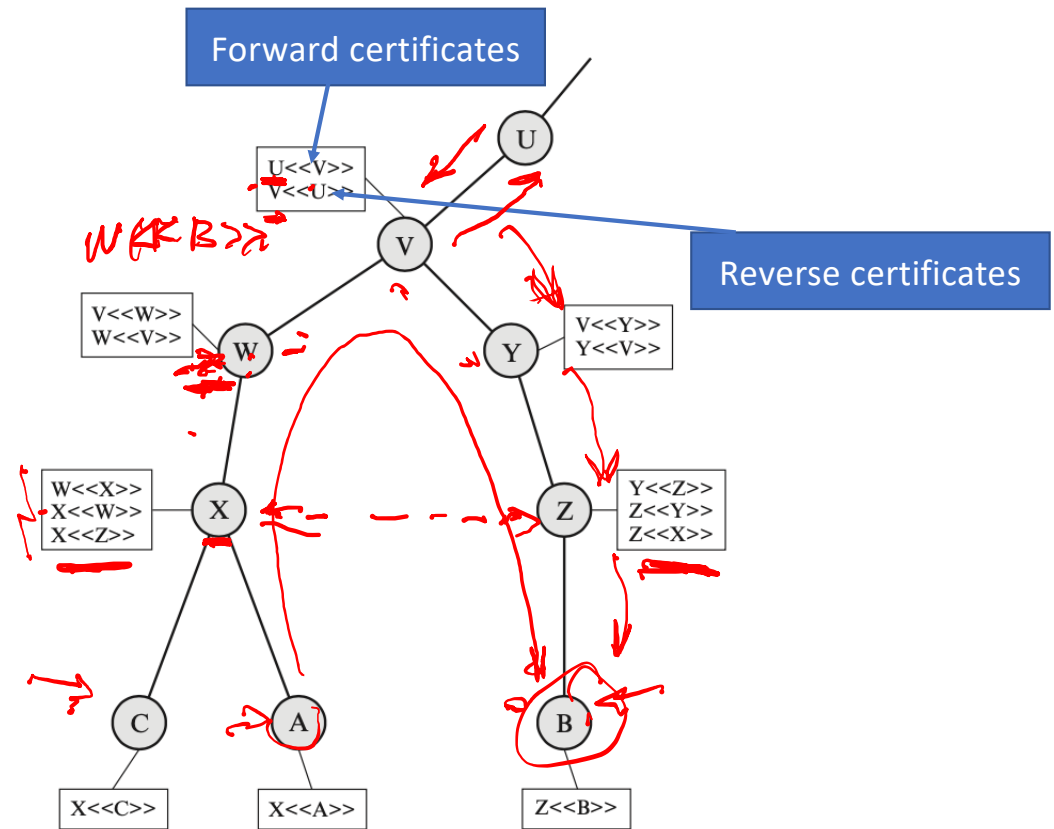 Forward certificates
U
U<<V>>
V<<U>>
W<<B>>
V
Reverse certificates
V<<W>>
W<<V>>
W
Y
V<<Y>>
Y<<V>>
W<<X>>
X<<W>>
X<<Z>>
X
Z
Y<<Z>>
Z<<Y>>
Z<<X>>
C
A
B
X<<C>>
X<<A>>
Z<<B>>